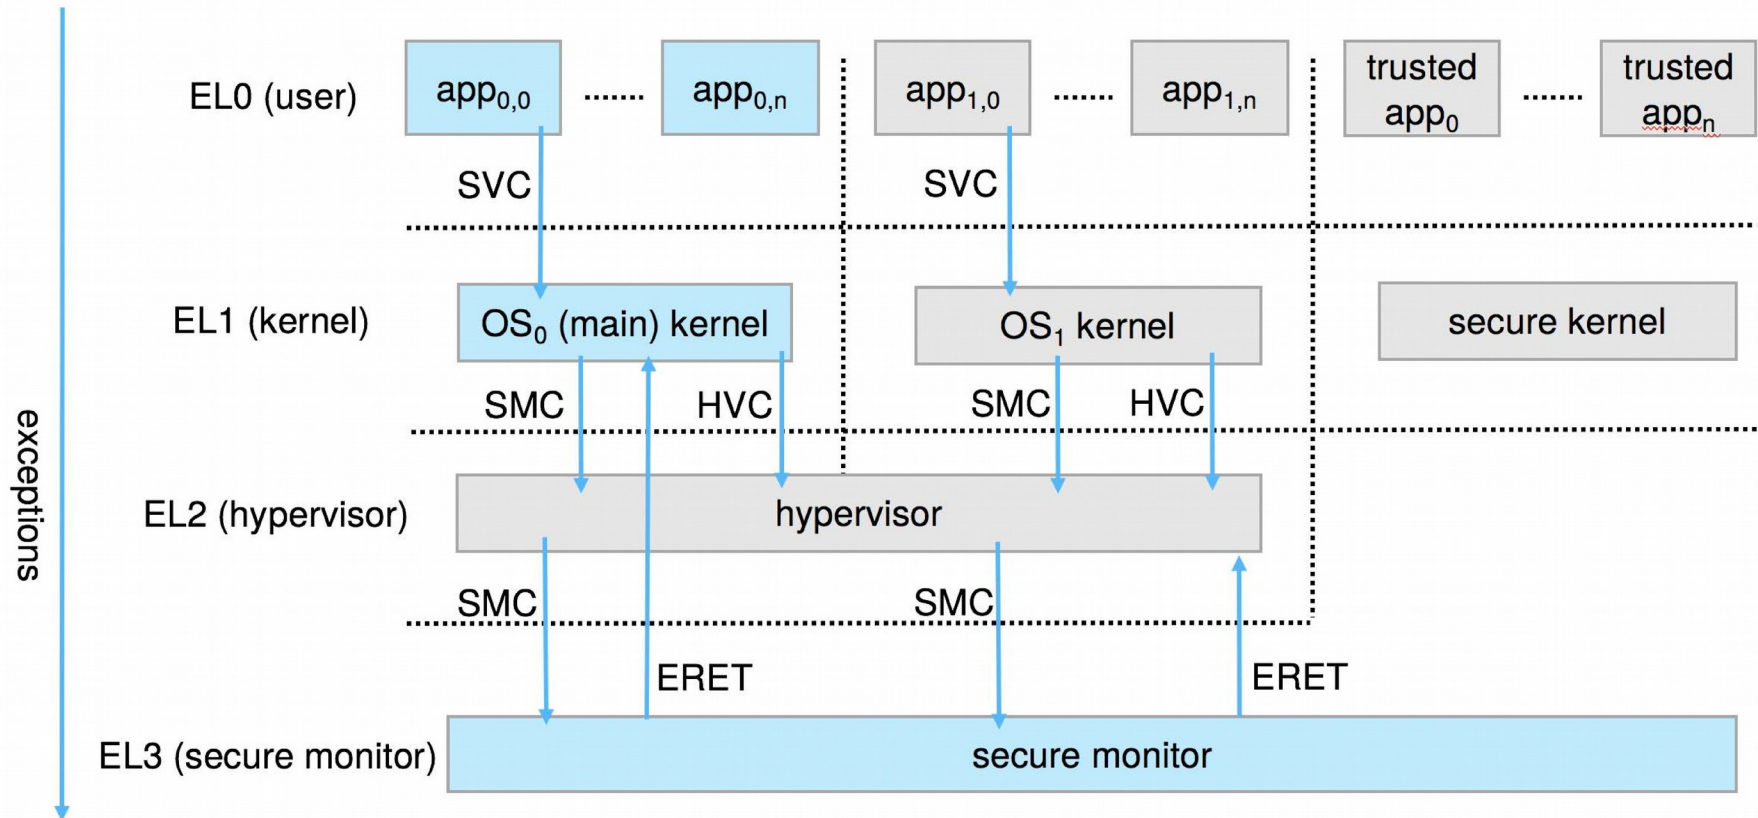 EL0 (user)
app0,0
........
app0,n
app1,0
........
app1,n
trusted
app0
........
trusted
appn
SVC
SVC
EL1 (kernel)
OS0 (main) kernel
OS1 kernel
secure kernel
SMC
HVC
SMC
HVC
exceptions
EL2 (hypervisor)
hypervisor
SMC
SMC
ERET
ERET
EL3 (secure monitor)
secure monitor